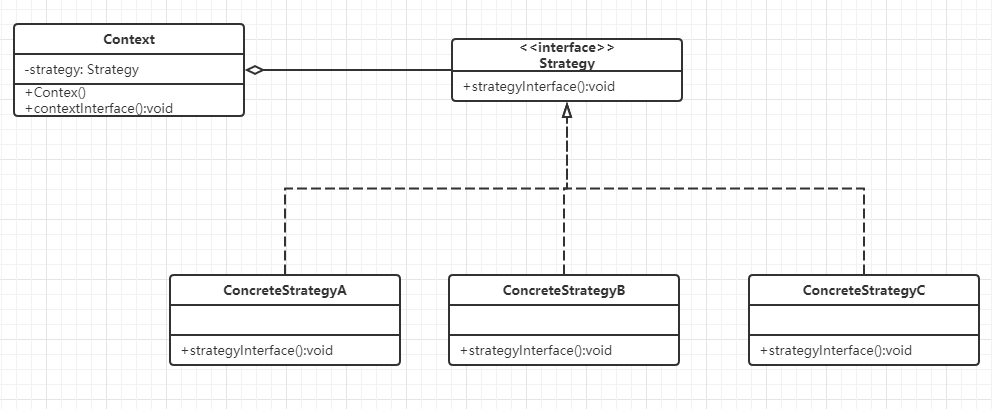 Context
-strategy: Strategy
+Contex()
+contextInterface():void
<<interface>>
Strategy
+strategyInterface():void
ConcreteStrategyA
+strategyInterface():void
ConcreteStrategyB
+strategyInterface():void
ConcreteStrategyC
+strategyInterface():void